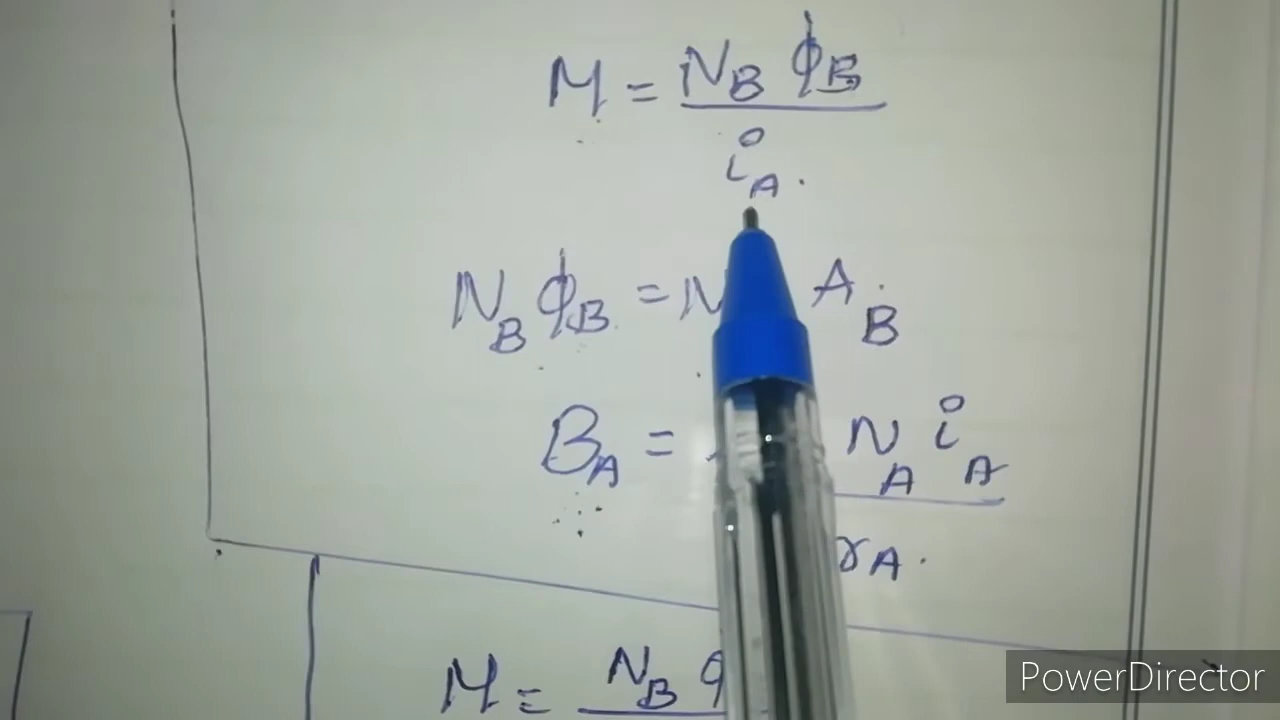 M = N_B ϕ_B / i_A.
N_B ϕ_B = N A_B
B_A = N_A i_A / r_A.
M = N_B
PowerDirector